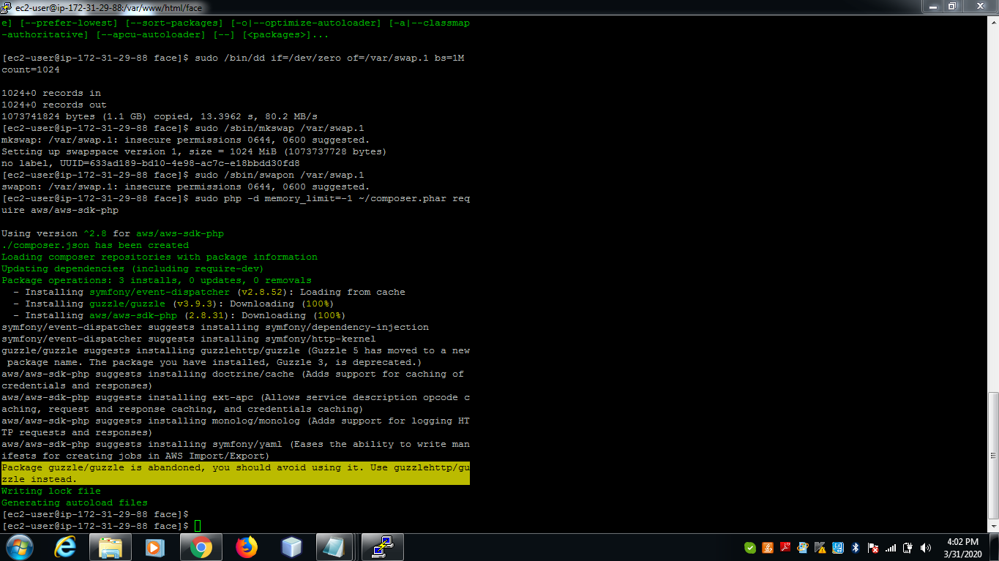 ec2-user@ip-172-31-29-88:/var/www/html/face
e] [--prefer-lowest] [--sort-packages] [-o|--optimize-autoloader] [-a|--classmap
-authoritative] [--apcu-autoloader] [--] [<packages>]...
[ec2-user@ip-172-31-29-88 face]$ sudo /bin/dd if=/dev/zero of=/var/swap.1 bs=1M
count=1024
1024+0 records in
1024+0 records out
1073741824 bytes (1.1 GB) copied, 13.3962 s, 80.2 MB/s
[ec2-user@ip-172-31-29-88 face]$ sudo /sbin/mkswap /var/swap.1
mkswap: /var/swap.1: insecure permissions 0644, 0600 suggested.
Setting up swapspace version 1, size = 1024 MiB (1073737728 bytes)
no label, UUID=633ad189-bd10-4e98-ac7c-e18bbdd30fd8
[ec2-user@ip-172-31-29-88 face]$ sudo /sbin/swapon /var/swap.1
swapon: /var/swap.1: insecure permissions 0644, 0600 suggested.
[ec2-user@ip-172-31-29-88 face]$ sudo php -d memory_limit=-1 ~/composer.phar req
uire aws/aws-sdk-php
Using version ^2.8 for aws/aws-sdk-php
./composer.json has been created
Loading composer repositories with package information
Updating dependencies (including require-dev)
Package operations: 3 installs, 0 updates, 0 removals
  - Installing symfony/event-dispatcher (v2.8.52): Loading from cache
  - Installing guzzle/guzzle (v3.9.3): Downloading (100%)
  - Installing aws/aws-sdk-php (2.8.31): Downloading (100%)
symfony/event-dispatcher suggests installing symfony/dependency-injection
symfony/event-dispatcher suggests installing symfony/http-kernel
guzzle/guzzle suggests installing guzzlehttp/guzzle (Guzzle 5 has moved to a new
 package name. The package you have installed, Guzzle 3, is deprecated.)
aws/aws-sdk-php suggests installing doctrine/cache (Adds support for caching of
credentials and responses)
aws/aws-sdk-php suggests installing ext-apc (Allows service description opcode c
aching, request and response caching, and credentials caching)
aws/aws-sdk-php suggests installing monolog/monolog (Adds support for logging HT
TP requests and responses)
aws/aws-sdk-php suggests installing symfony/yaml (Eases the ability to write man
ifests for creating jobs in AWS Import/Export)
Package guzzle/guzzle is abandoned, you should avoid using it. Use guzzlehttp/gu
zzle instead.
Writing lock file
Generating autoload files
[ec2-user@ip-172-31-29-88 face]$
[ec2-user@ip-172-31-29-88 face]$
4:02 PM
3/31/2020